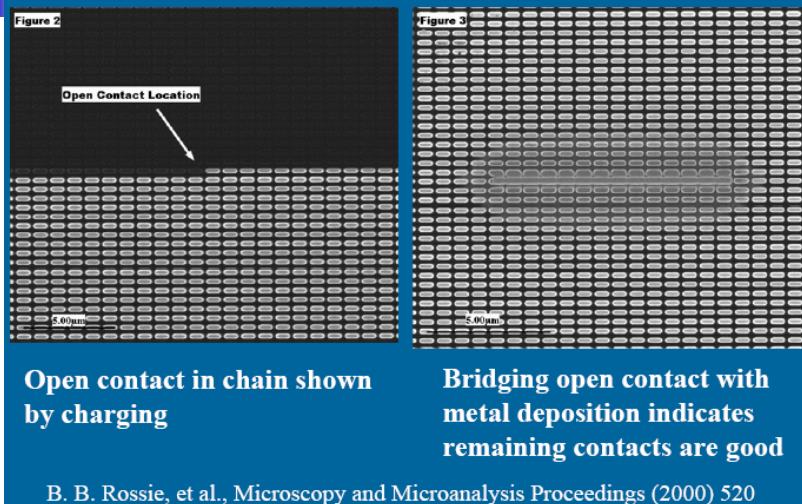 Figure 2
Open Contact Location
5.00µm
Figure 3
5.00µm
Open contact in chain shown
by charging
Bridging open contact with
metal deposition indicates
remaining contacts are good
B. B. Rossie, et al., Microscopy and Microanalysis Proceedings (2000) 520